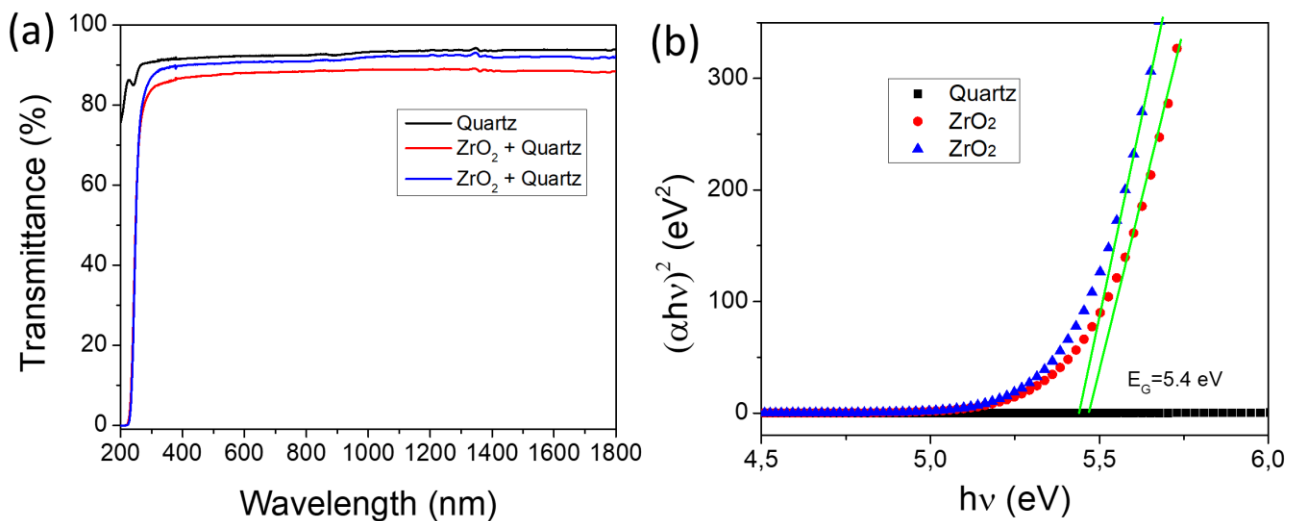 (a)
100
80
60
40
20
0
Transmittance (%)
Quartz
ZrO₂ + Quartz
ZrO₂ + Quartz
200 400 600 800 1000 1200 1400 1600 1800
Wavelength (nm)
(b)
300
200
100
0
(αhν)² (eV²)
Quartz
ZrO₂
ZrO₂
E_G=5.4 eV
4,5 5,0 5,5 6,0
hν (eV)